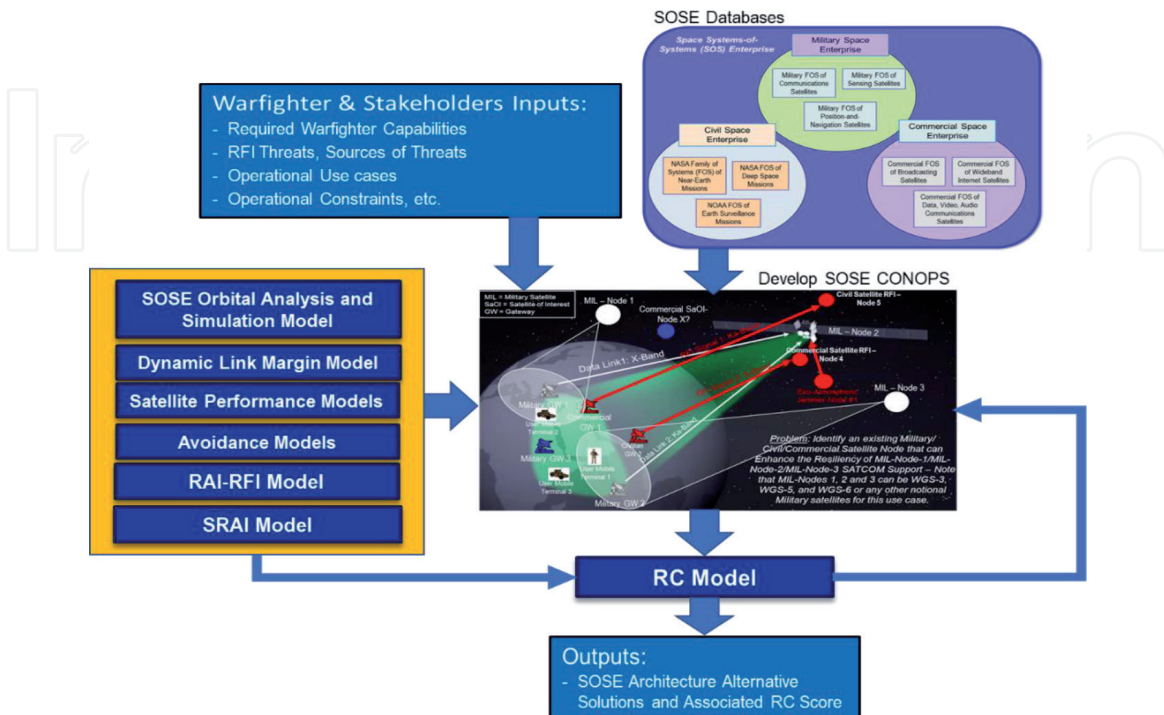 SOSE Databases
Space Systems-of-
Systems (SOS) Enterprise
Military Space
Enterprise
Military FOS of
Communications
Satellites
Military FOS of
Sensing Satellites
Military FOS of
Position-and-
Navigation Satellites
Civil Space
Enterprise
NASA Family of
Systems (FOS) of
Near-Earth
Missions
NASA FOS of
Deep Space
Missions
NOAA FOS of
Earth Surveillance
Missions
Commercial Space
Enterprise
Commercial FOS
of Broadcasting
Satellites
Commercial FOS
of Wideband
Internet Satellites
Commercial FOS of
Data, Video, Audio
Communications
Satellites
Warfighter & Stakeholders Inputs:
- Required Warfighter Capabilities
- RFI Threats, Sources of Threats
- Operational Use cases
- Operational Constraints, etc.
SOSE Orbital Analysis and
Simulation Model
Dynamic Link Margin Model
Satellite Performance Models
Avoidance Models
RAI-RFI Model
SRAI Model
Develop SOSE CONOPS
MIL = Military Satellite
SaOI = Satellite of Interest
GW = Gateway
MIL – Node 1
Commercial SaOI-
Node X?
Civil Satellite RFI –
Node 5
MIL – Node 2
Commercial Satellite RFI –
Node 4
Data Link1: X-Band
MIL – Node 3
Data Link 2: Ka-Band
Military GW 1
User Mobile
Terminal 2
Commercial
GW 1
Military GW 3
User Mobile
Terminal 3
User Mobile
Terminal 1
Civilian
Military GW 2
Problem: Identify an existing Military/
Civil/Commercial Satellite Node that can
Enhance the Resiliency of MIL-Node-1/MIL-
Node-2/MIL-Node-3 SATCOM Support – Note
that MIL-Nodes 1, 2 and 3 can be WGS-3,
WGS-5, and WGS-6 or any other notional
Military satellites for this use case.
RC Model
Outputs:
- SOSE Architecture Alternative
Solutions and Associated RC Score